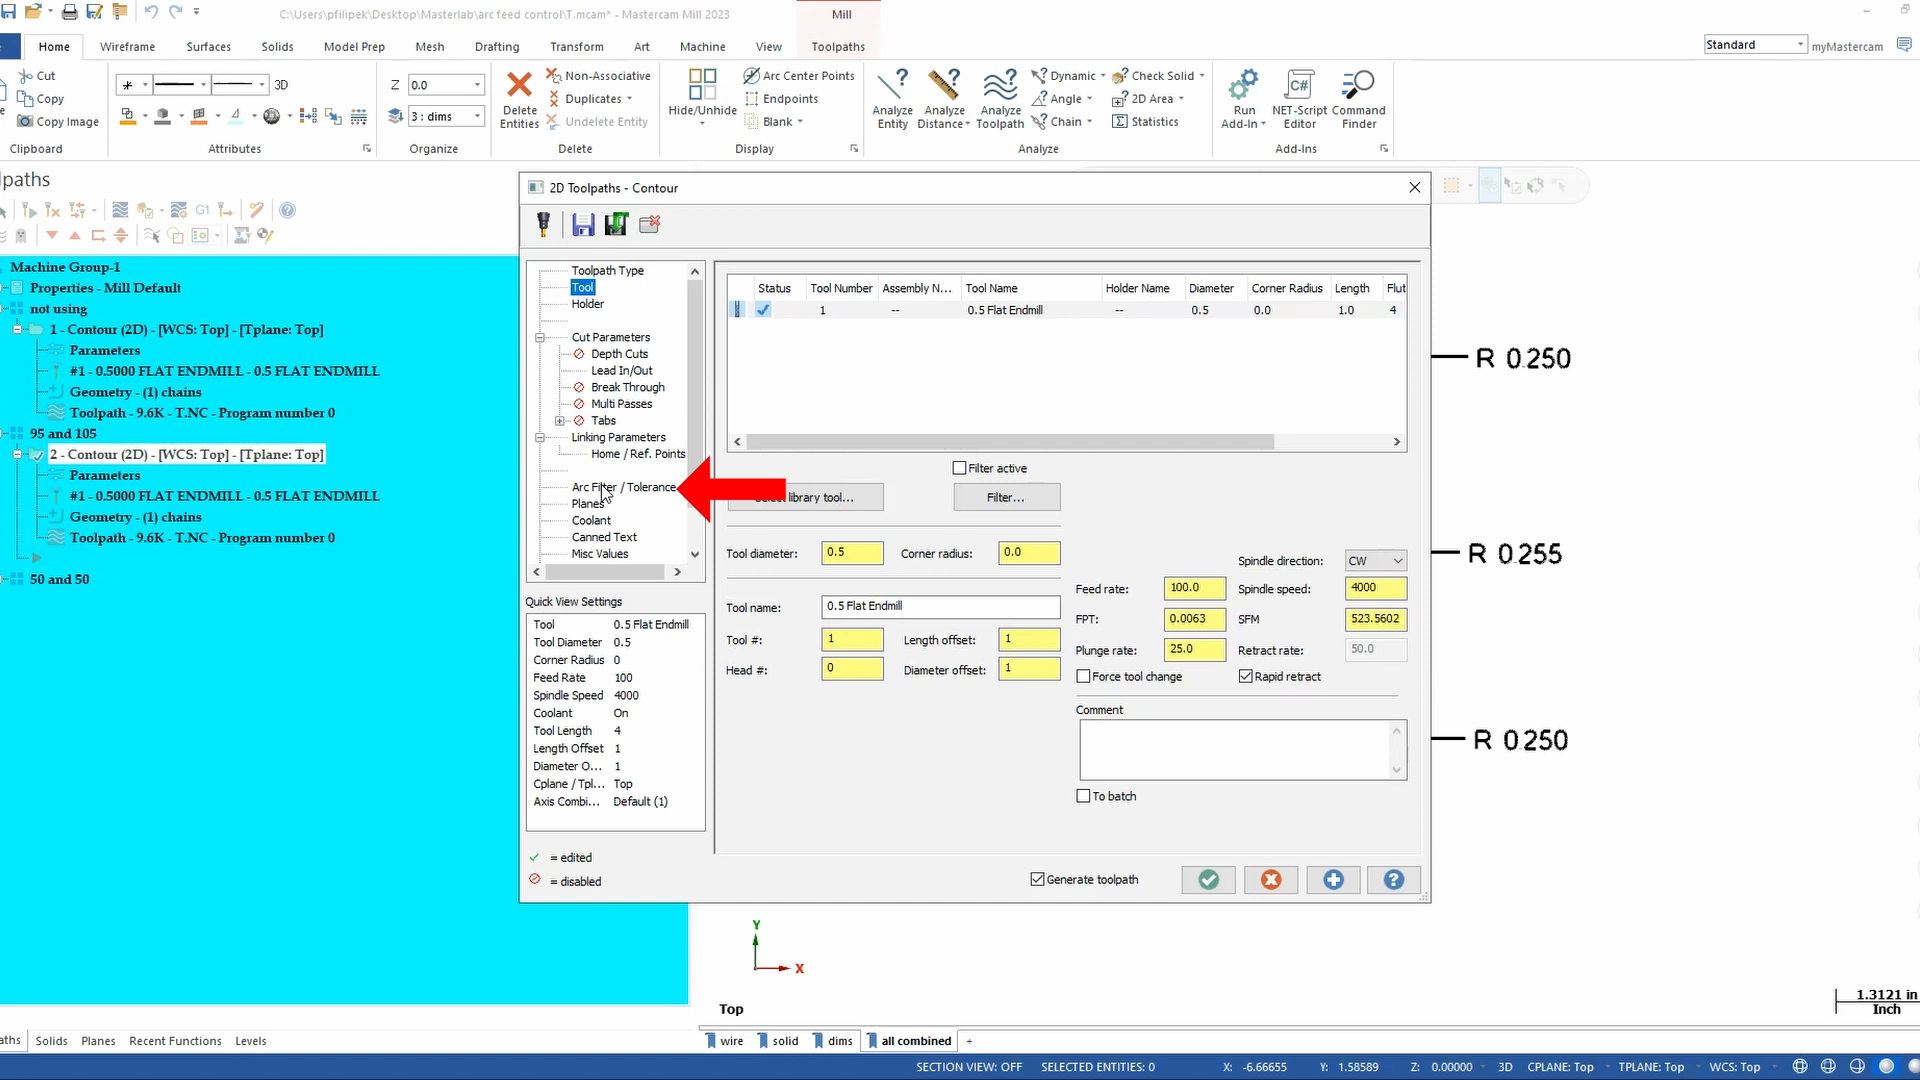 C:\Users\pfilipek\Desktop\Masterlab\arc feed control\T.mcam* - Mastercam Mill 2023
Mill
Home Wireframe Surfaces Solids Model Prep Mesh Drafting Transform Art Machine View Toolpaths
Standard myMastercam
Cut
Copy
Copy Image
Clipboard
3D
Attributes
Z 0.0
3 : dims
Organize
Delete Entities
Non-Associative
Duplicates
Undelete Entity
Delete
Hide/Unhide
Arc Center Points
Endpoints
Blank
Display
Analyze Entity
Analyze Distance
Analyze Toolpath
Dynamic
Angle
Chain
Check Solid
2D Area
Statistics
Analyze
Run Add-In
NET-Script Editor
Command Finder
Add-Ins
lpaths
G1
Machine Group-1
Properties - Mill Default
not using
1 - Contour (2D) - [WCS: Top] - [Tplane: Top]
Parameters
#1 - 0.5000 FLAT ENDMILL - 0.5 FLAT ENDMILL
Geometry - (1) chains
Toolpath - 9.6K - T.NC - Program number 0
95 and 105
2 - Contour (2D) - [WCS: Top] - [Tplane: Top]
Parameters
#1 - 0.5000 FLAT ENDMILL - 0.5 FLAT ENDMILL
Geometry - (1) chains
Toolpath - 9.6K - T.NC - Program number 0
50 and 50
2D Toolpaths - Contour
Toolpath Type
Tool
Holder
Cut Parameters
Depth Cuts
Lead In/Out
Break Through
Multi Passes
Tabs
Linking Parameters
Home / Ref. Points
Arc Filter / Tolerance
Planes
Coolant
Canned Text
Misc Values
Quick View Settings
Tool 0.5 Flat Endmill
Tool Diameter 0.5
Corner Radius 0
Feed Rate 100
Spindle Speed 4000
Coolant On
Tool Length 4
Length Offset 1
Diameter O... 1
Cplane / Tpl... Top
Axis Combi... Default (1)
= edited
= disabled
Status Tool Number Assembly N... Tool Name Holder Name Diameter Corner Radius Length Flut
1 -- 0.5 Flat Endmill -- 0.5 0.0 1.0 4
Filter active
library tool...
Filter...
Tool diameter: 0.5 Corner radius: 0.0
Tool name: 0.5 Flat Endmill
Tool #: 1 Length offset: 1
Head #: 0 Diameter offset: 1
Spindle direction: CW
Feed rate: 100.0 Spindle speed: 4000
FPT: 0.0063 SFM 523.5602
Plunge rate: 25.0 Retract rate: 50.0
Force tool change Rapid retract
Comment
To batch
Generate toolpath
R 0.250
R 0.255
R 0.250
Y
X
Top
1.3121 in
Inch
aths Solids Planes Recent Functions Levels
wire solid dims all combined +
SECTION VIEW: OFF SELECTED ENTITIES: 0 X: -6.66655 Y: 1.58589 Z: 0.00000 3D CPLANE: Top TPLANE: Top WCS: Top